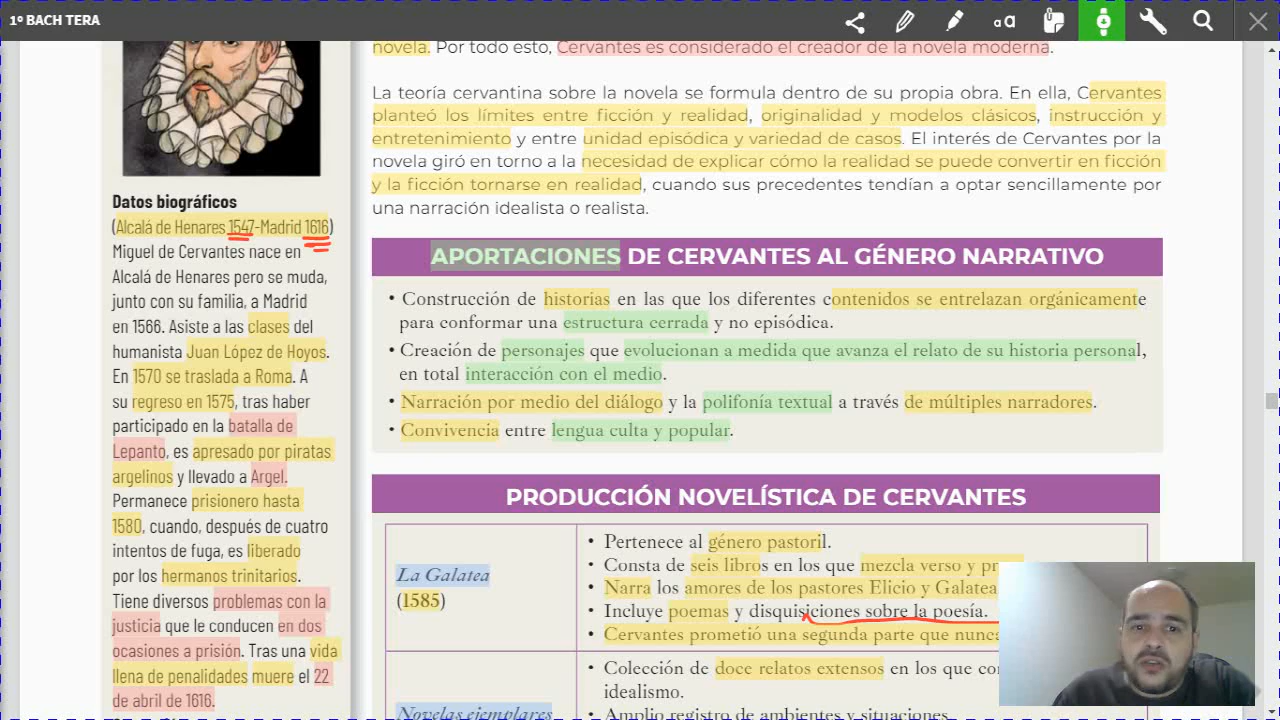 1º BACH TERA
aa
Datos biográficos
(Alcalá de Henares 1547-Madrid 1616)
Miguel de Cervantes nace en
Alcalá de Henares pero se muda,
junto con su familia, a Madrid
en 1566. Asiste a las clases del
humanista Juan López de Hoyos.
En 1570 se traslada a Roma. A
su regreso en 1575, tras haber
participado en la batalla de
Lepanto, es apresado por piratas
argelinos y llevado a Argel.
Permanece prisionero hasta
1580, cuando, después de cuatro
intentos de fuga, es liberado
por los hermanos trinitarios.
Tiene diversos problemas con la
justicia que le conducen en dos
ocasiones a prisión. Tras una vida
llena de penalidades muere el 22
de abril de 1616.
novela. Por todo esto, Cervantes es considerado el creador de la novela moderna.
La teoría cervantina sobre la novela se formula dentro de su propia obra. En ella, Cervantes
planteó los límites entre ficción y realidad, originalidad y modelos clásicos, instrucción y
entretenimiento y entre unidad episódica y variedad de casos. El interés de Cervantes por la
novela giró en torno a la necesidad de explicar cómo la realidad se puede convertir en ficción
y la ficción tornarse en realidad, cuando sus precedentes tendían a optar sencillamente por
una narración idealista o realista.
APORTACIONES DE CERVANTES AL GÉNERO NARRATIVO
• Construcción de historias en las que los diferentes contenidos se entrelazan orgánicamente
para conformar una estructura cerrada y no episódica.
• Creación de personajes que evolucionan a medida que avanza el relato de su historia personal,
en total interacción con el medio.
• Narración por medio del diálogo y la polifonía textual a través de múltiples narradores.
• Convivencia entre lengua culta y popular.
PRODUCCIÓN NOVELÍSTICA DE CERVANTES
La Galatea
(1585)
• Pertenece al género pastoril.
• Consta de seis libros en los que mezcla verso y
• Narra los amores de los pastores Elicio y Galatea
• Incluye poemas y disquisiciones sobre la poesía.
• Cervantes prometió una segunda parte que nunca
Novelas ejemplares
• Colección de doce relatos extensos en los que
idealismo.
• Amplio registro de ambientes y situaciones.